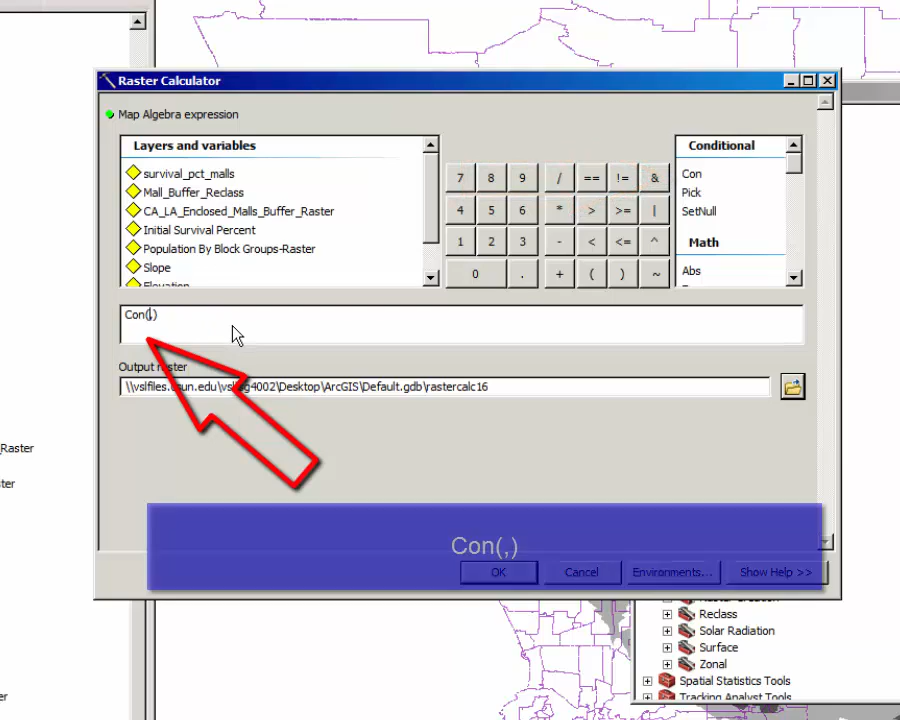 Raster Calculator
Map Algebra expression
Layers and variables
survival_pct_malls
Mall_Buffer_Reclass
CA_LA_Enclosed_Malls_Buffer_Raster
Initial Survival Percent
Population By Block Groups-Raster
Slope
Elevation
7 8 9 / == != &
4 5 6 * > >= |
1 2 3 - < <= ^
0 . + ( ) ~
Conditional
Con
Pick
SetNull
Math
Abs
Con(,)
Output raster
Desktop\ArcGIS\Default.gdb\rastercalc16
_Raster
ter
Con(,)
OK Cancel Environments... Show Help >>
Reclass
Solar Radiation
Surface
Zonal
Spatial Statistics Tools
Tracking Analyst Tools
er